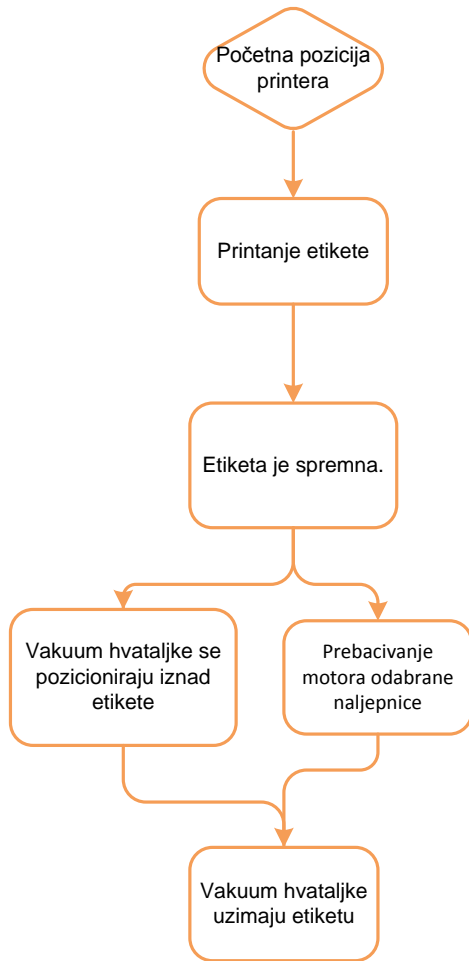 Početna pozicija
printera
Printanje etikete
Etiketa je spremna.
Vakuum hvataljke se
pozicioniraju iznad
etikete
Prebacivanje
motora odabrane
naljepnice
Vakuum hvataljke
uzimaju etiketu